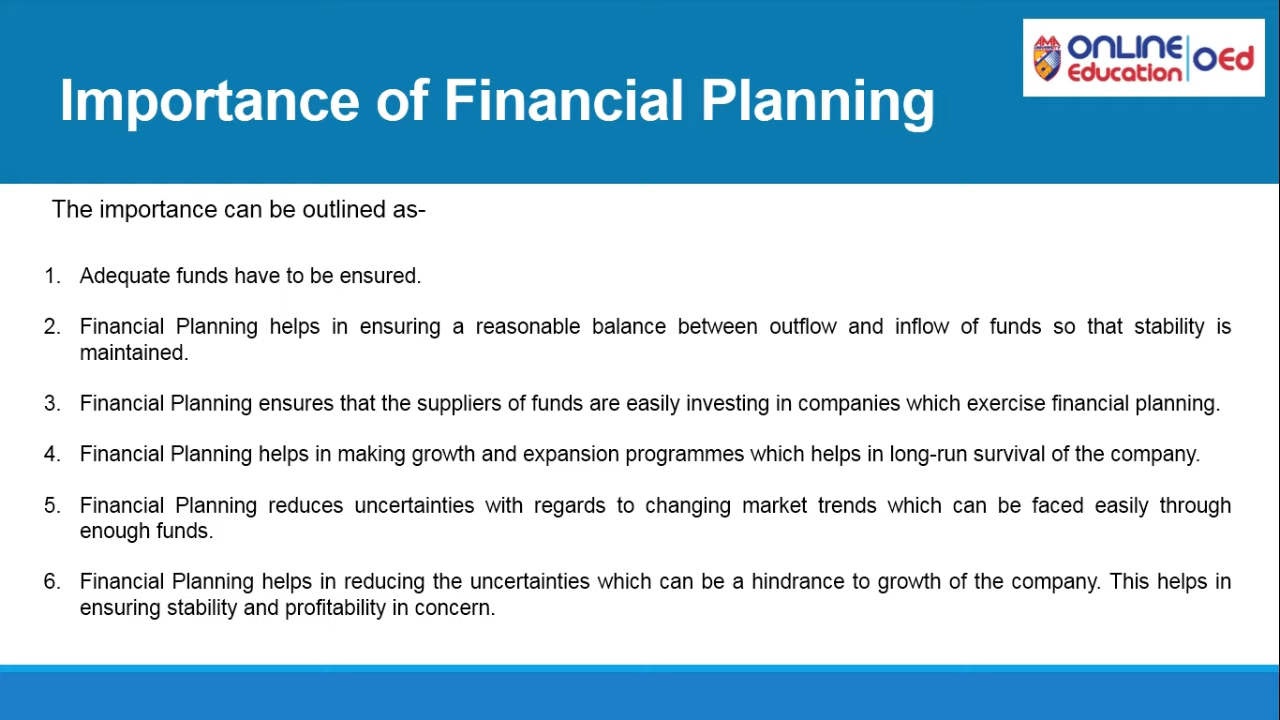 ONLINE
Education
OEd
Importance of Financial Planning
The importance can be outlined as-
1. Adequate funds have to be ensured.
2. Financial Planning helps in ensuring a reasonable balance between outflow and inflow of funds so that stability is
maintained.
3. Financial Planning ensures that the suppliers of funds are easily investing in companies which exercise financial planning.
4. Financial Planning helps in making growth and expansion programmes which helps in long-run survival of the company.
5. Financial Planning reduces uncertainties with regards to changing market trends which can be faced easily through
enough funds.
6. Financial Planning helps in reducing the uncertainties which can be a hindrance to growth of the company. This helps in
ensuring stability and profitability in concern.